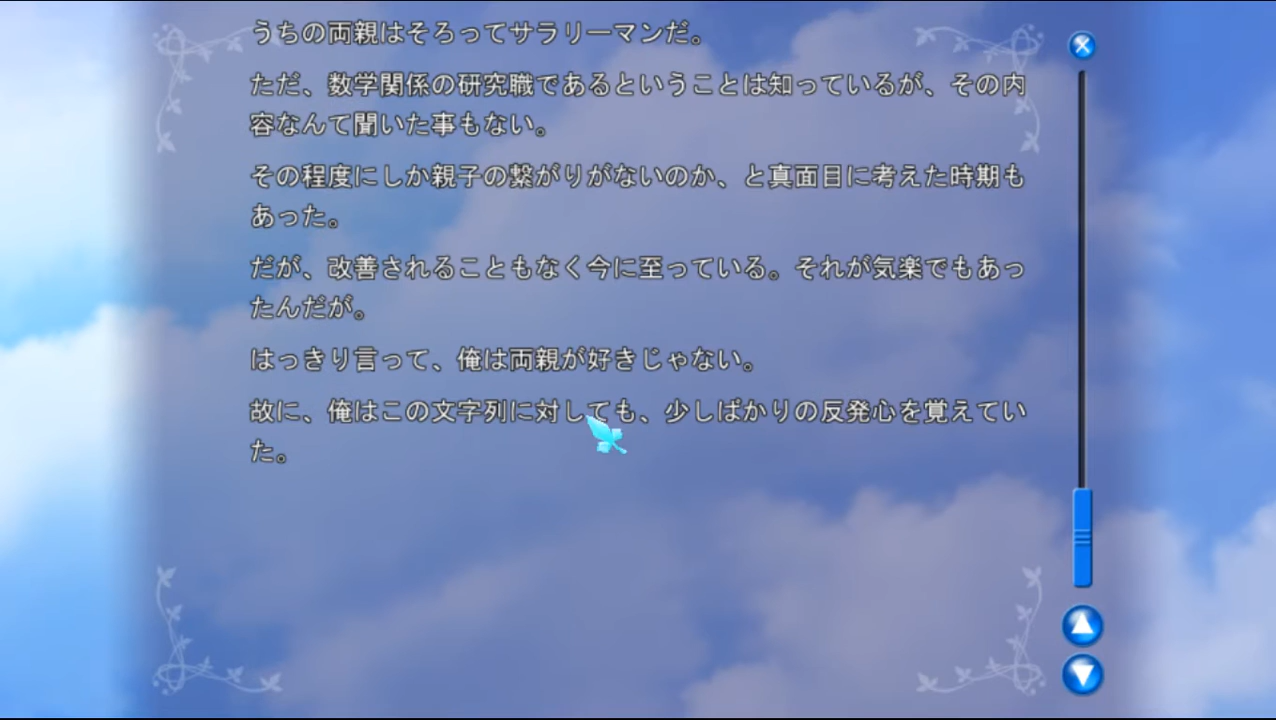 うちの両親はそろってサラリーマンだ。
ただ、数学関係の研究職であるということは知っているが、その内
容なんて聞いた事もない。
その程度にしか親子の繋がりがないのか、と真面目に考えた時期も
あった。
だが、改善されることもなく今に至っている。それが気楽でもあっ
たんだが。
はっきり言って、俺は両親が好きじゃない。
故に、俺はこの文字列に対しても、少しばかりの反発心を覚えてい
た。